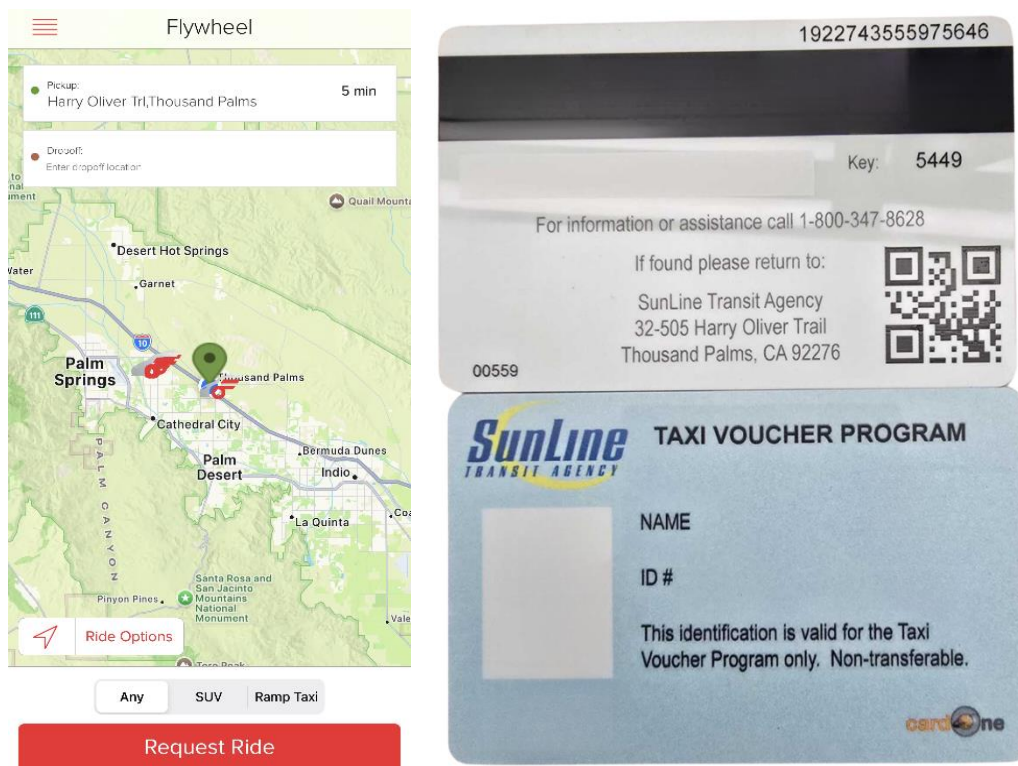 Flywheel
Pickup:
Harry Oliver Trl,Thousand Palms
5 min
Dropoff:
Enter dropoff location
Quail Mounta
Desert Hot Springs
Water
Garnet
111
10
Palm
Springs
Thousand Palms
Cathedral City
Palm
Desert
Bermuda Dunes
Indio
La Quinta
Coa
PALM CANYON
Santa Rosa and
San Jacinto
Mountains
National
Monument
Pinyon Pines
Vale
Ride Options
Toro Peak
Any
SUV
Ramp Taxi
Request Ride
1922743555975646
Key: 5449
For information or assistance call 1-800-347-8628
If found please return to:
SunLine Transit Agency
32-505 Harry Oliver Trail
Thousand Palms, CA 92276
00559
SunLine
TRANSIT AGENCY
TAXI VOUCHER PROGRAM
NAME
ID #
This identification is valid for the Taxi
Voucher Program only. Non-transferable.
cardOne